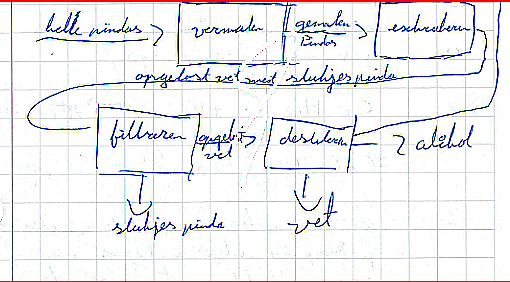 hele pindas
vermalen
gemalen
Pindas
extraheren
opgelost vet met stukjes pinda
filtreren
opgelost
vet
destileren
alcohol
stukjes pinda
vet